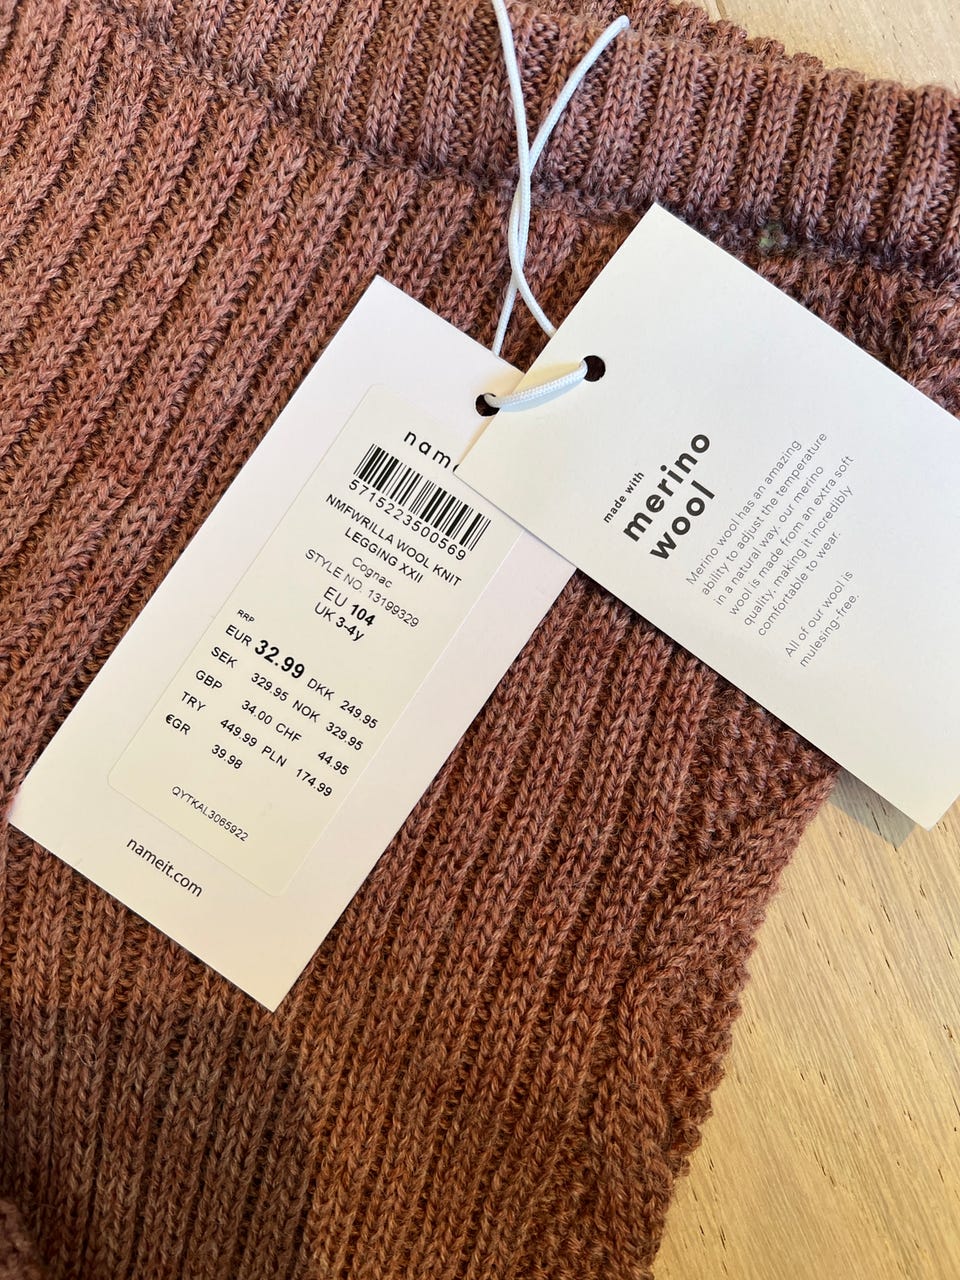 name
5715223500569
NMFWRILLA WOOL KNIT
LEGGING XXII
Cognac
STYLE NO. 13199329
EU 104
UK 3-4y
RRP
EUR 32.99 DKK 249.95
SEK 329.95 NOK 329.95
GBP 34.00 CHF 44.95
TRY 449.99 PLN 174.99
€GR 39.98
QYTKAL3065922
nameit.com
made with
merino
wool
Merino wool has an amazing
ability to adjust the temperature
in a natural way. our merino
wool is made from an extra soft
quality, making it incredibly
comfortable to wear.
All of our wool is
mulesing-free.